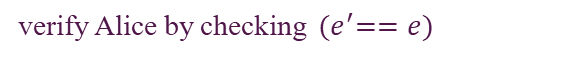 verify Alice by checking (e′== e)